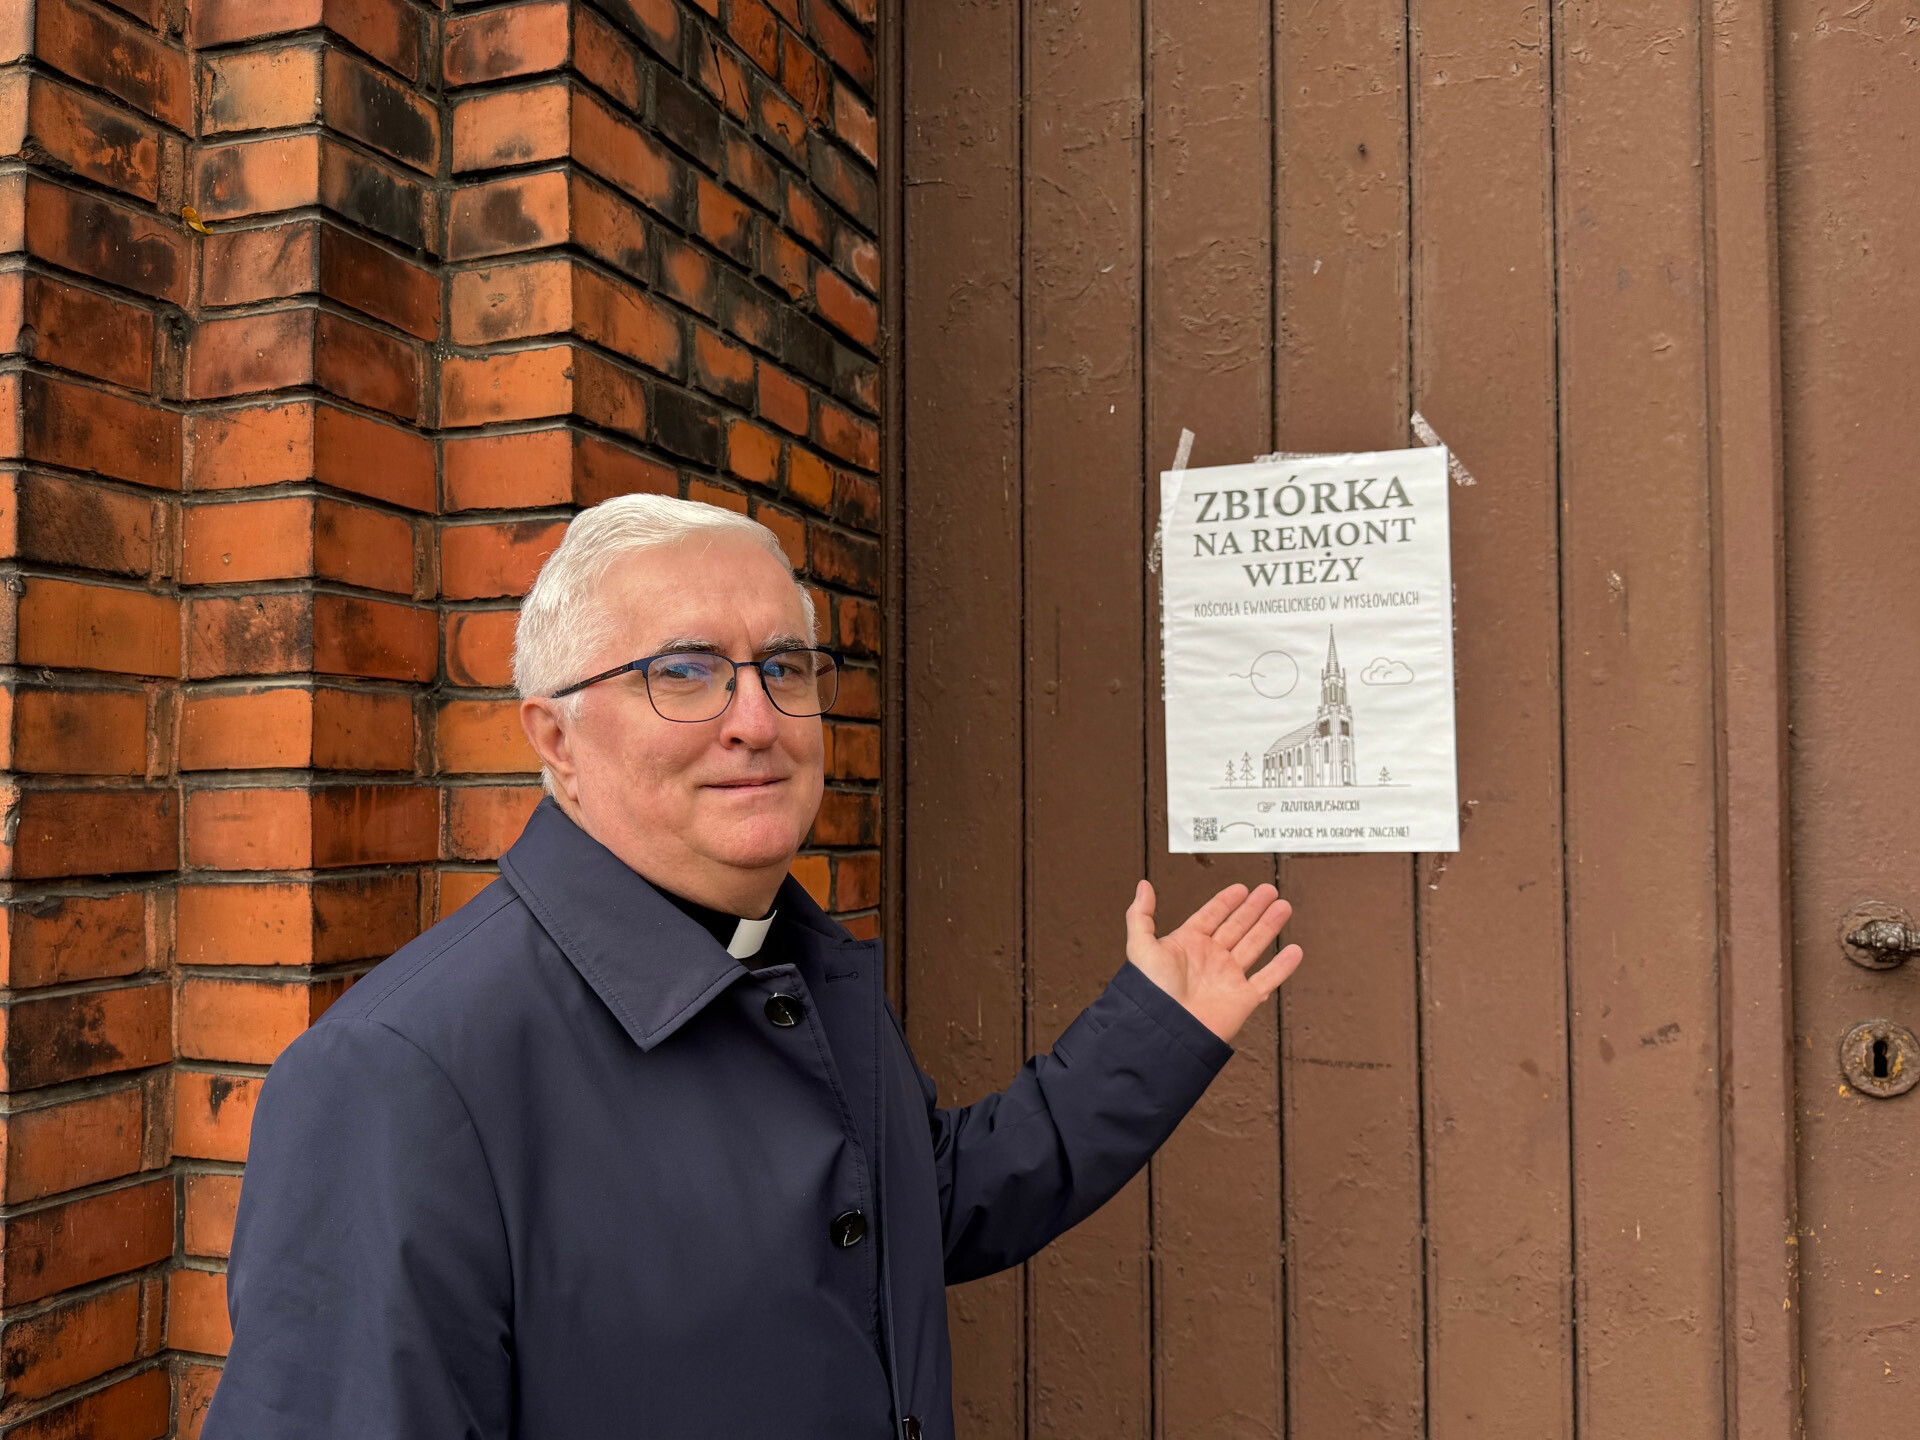 ZBIÓRKA
NA REMONT
WIEŻY
KOŚCIOŁA EWANGELICKIEGO W MYSŁOWICACH
TWOJE WSPARCIE MA OGROMNE ZNACZENIE!